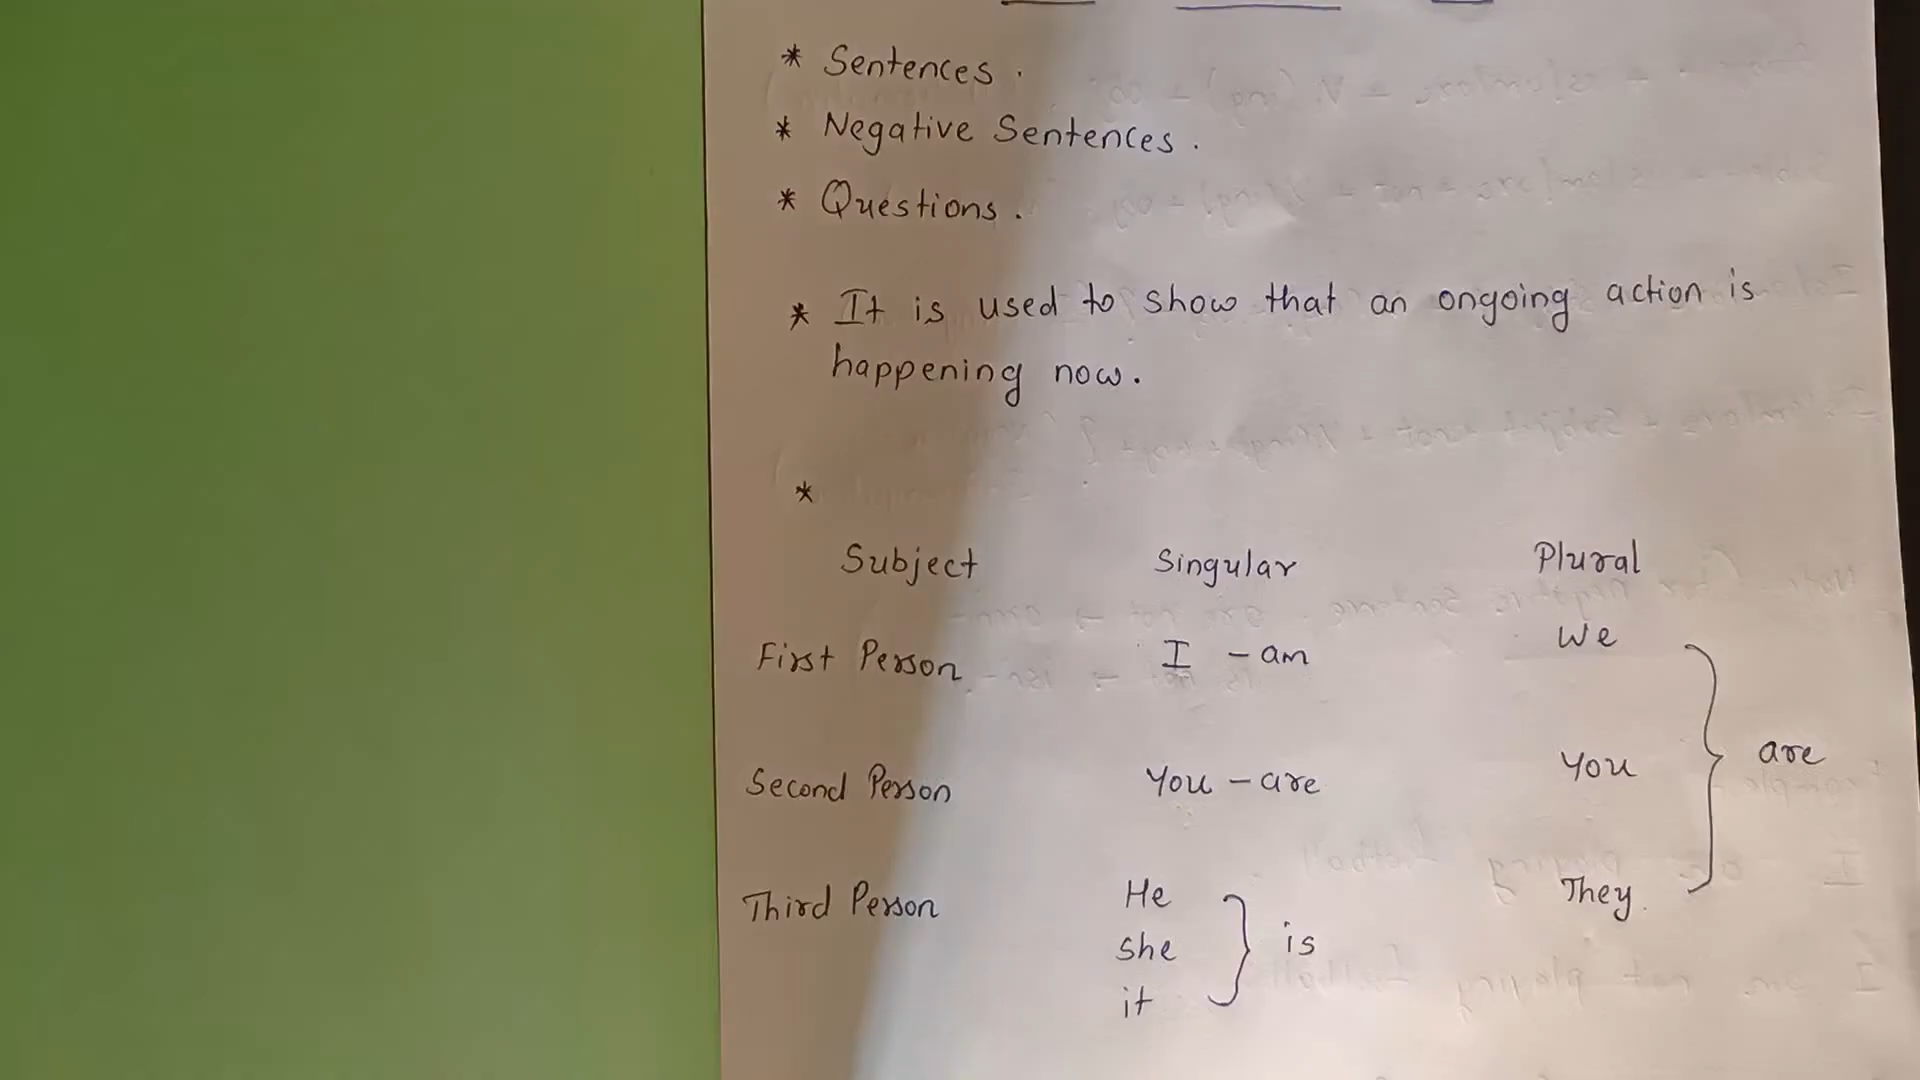 * Sentences.
* Negative Sentences.
* Questions.
* It is used to show that an ongoing action is
happening now.
*
Subject Singular Plural
First Person I - am We
Second Person You - are You } are
Third Person He They
she } is
it